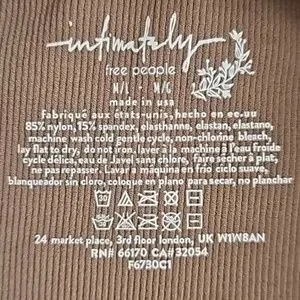 intimately
free people
M/L • M/G
made in usa
fabriqué aux états-unis, hecho en ee.uu
85% nylon, 15% spandex, elasthanne, elastan, elastano,
machine wash cold gentle cycle, non-chlorine bleach,
lay flat to dry, do not iron. laver à la machine à l'eau froide
cycle délica, eau de Javel sans chlore, faire sécher à plat,
ne pas repasser. Lavar a máquina en frío ciclo suave,
blanqueador sin cloro, coloque en plano para secar, no planchar
30
24 market place, 3rd floor london, UK W1W8AN
RN# 66170 CA#32054
F6730C1